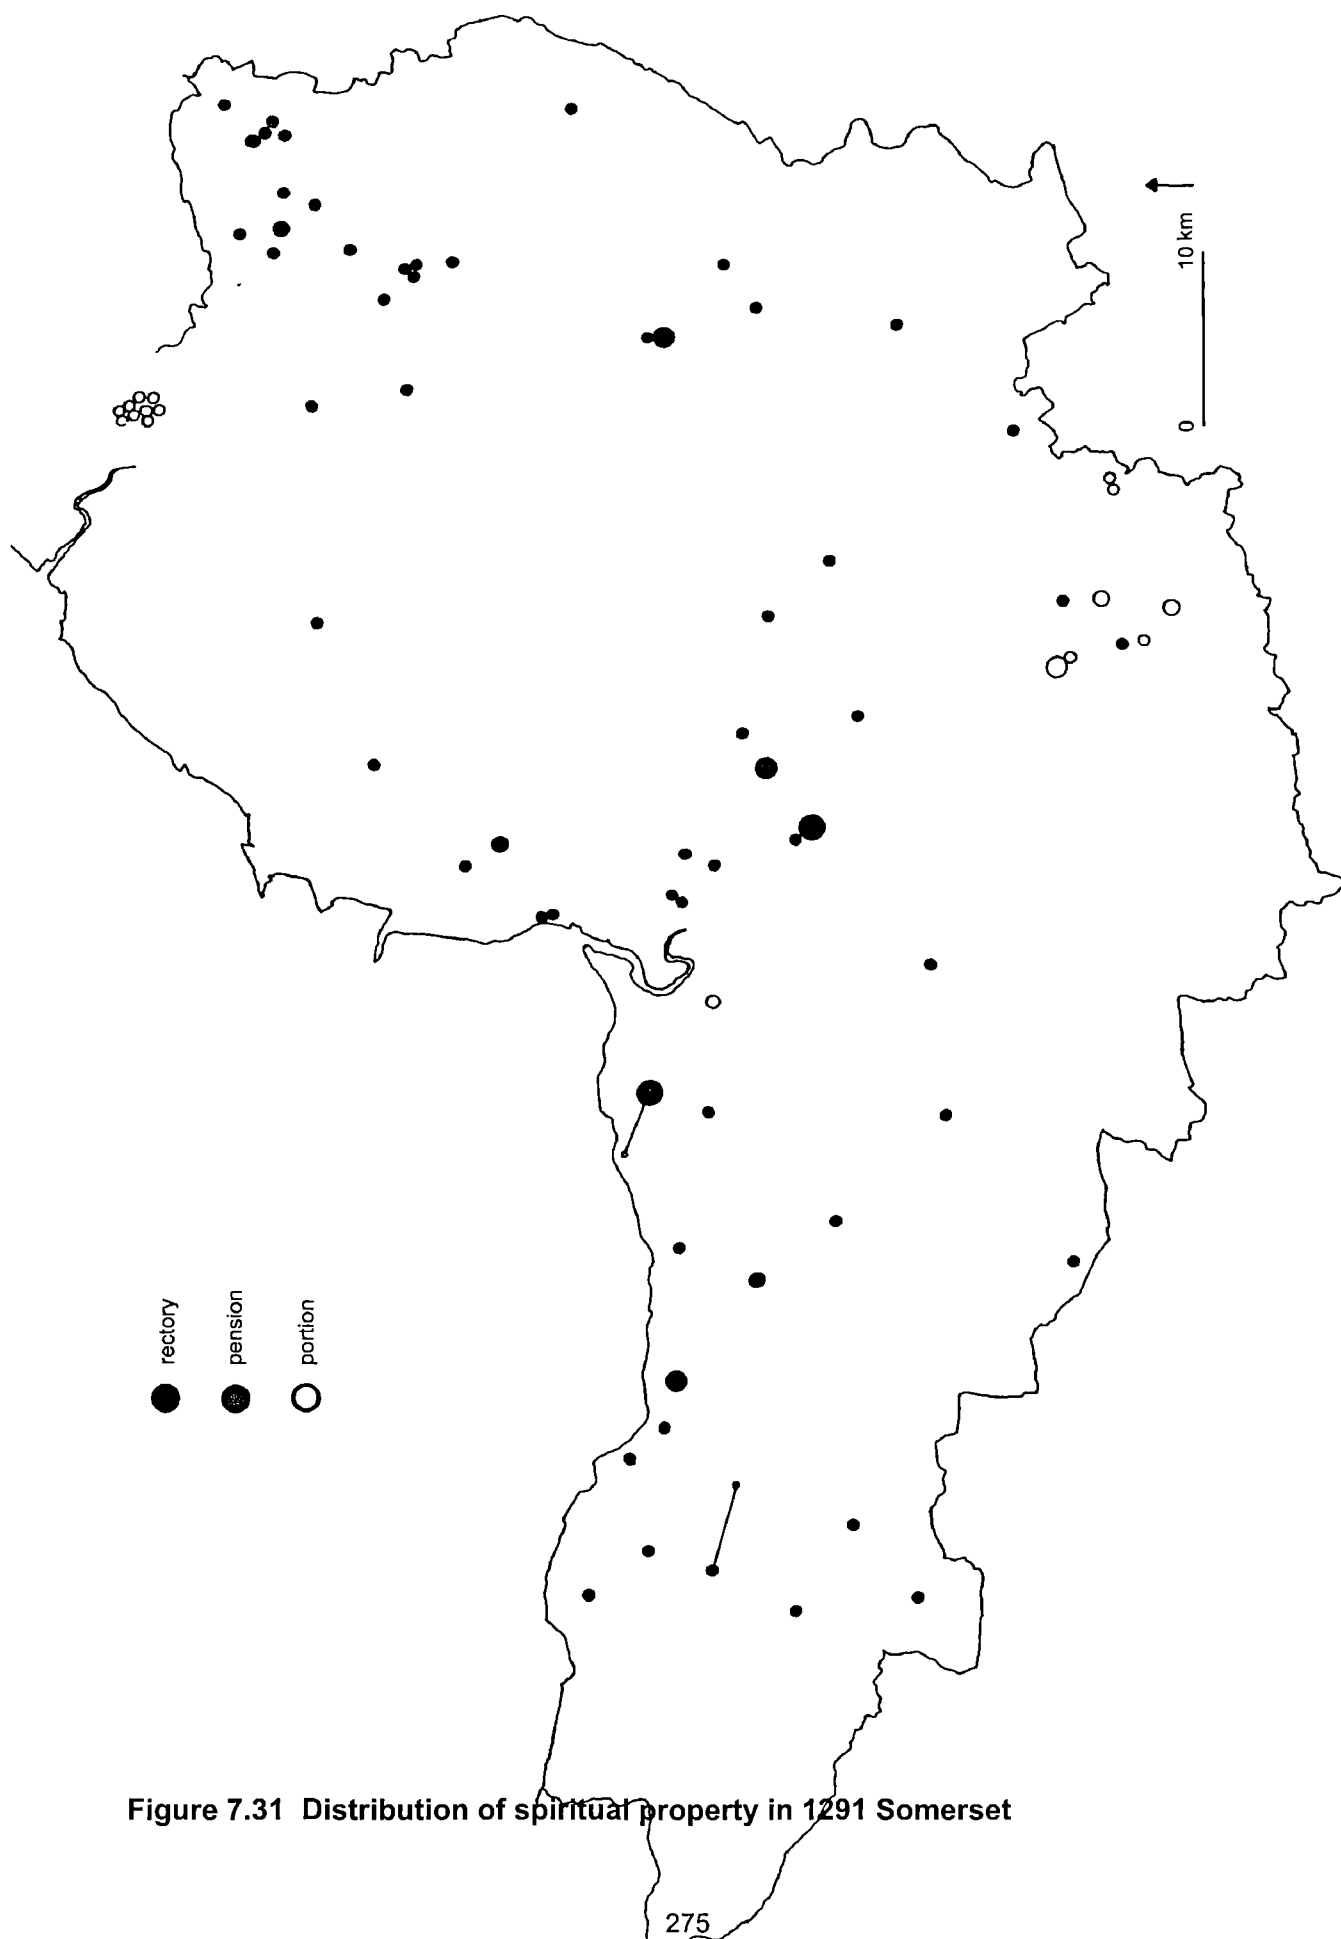 10 km
0
rectory
pension
portion
Figure 7.31 Distribution of spiritual property in 1291 Somerset
275